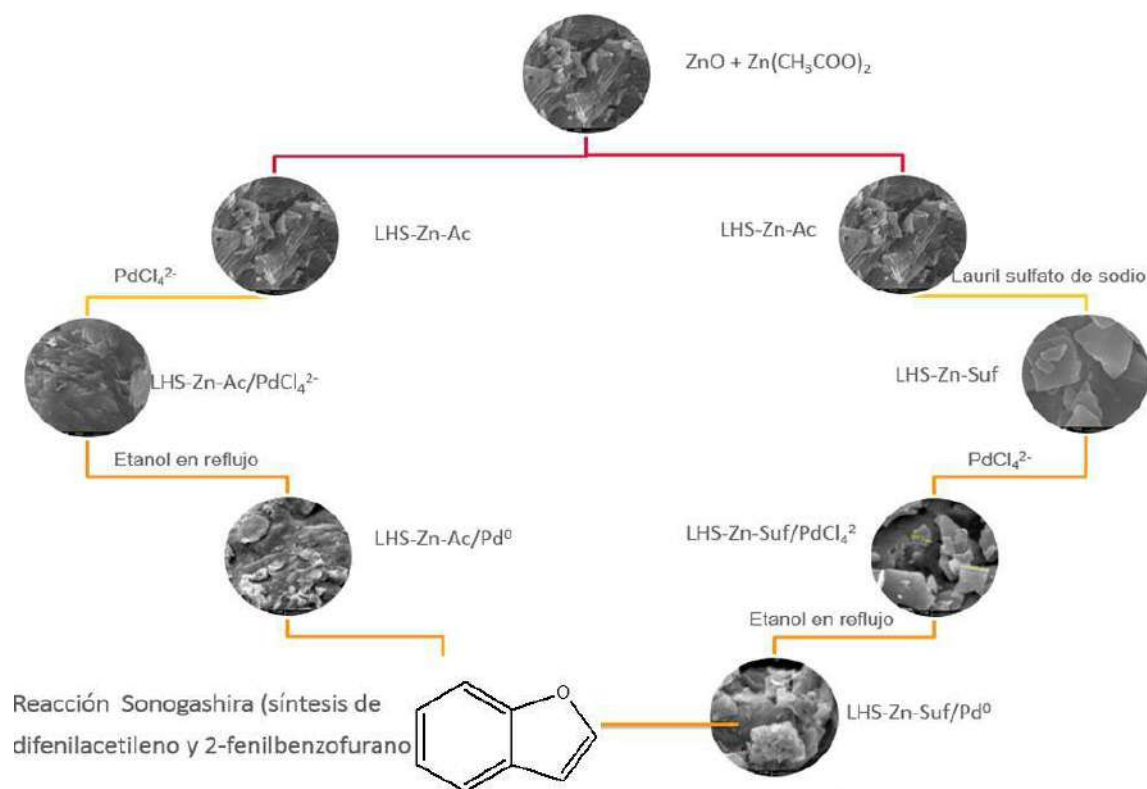 ZnO + Zn(CH₃COO)₂
LHS-Zn-Ac
LHS-Zn-Ac
PdCl₄²⁻
Lauril sulfato de sodio
LHS-Zn-Ac/PdCl₄²⁻
LHS-Zn-Suf
Etanol en reflujo
PdCl₄²⁻
LHS-Zn-Ac/Pd⁰
LHS-Zn-Suf/PdCl₄²
Etanol en reflujo
Reacción Sonogashira (síntesis de
difenilacetileno y 2-fenilbenzofurano
O
LHS-Zn-Suf/Pd⁰